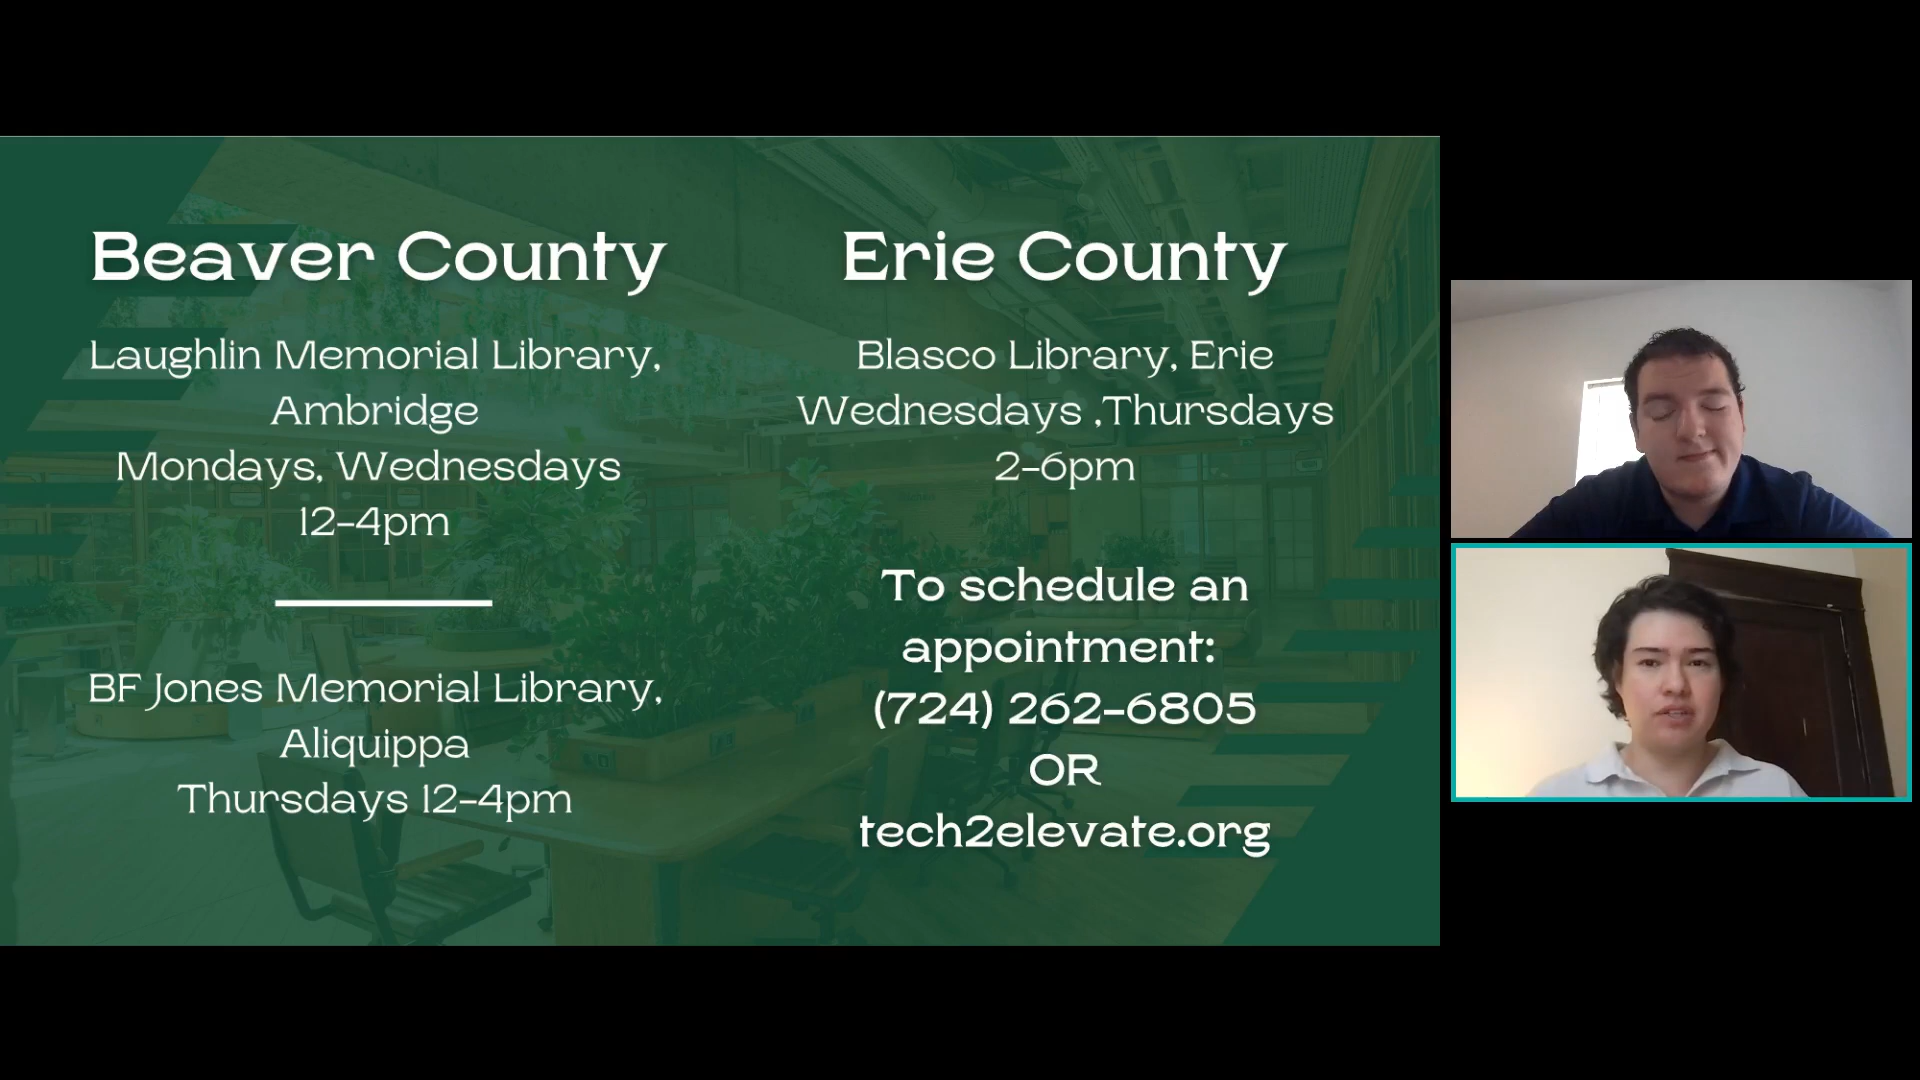 Beaver County
Laughlin Memorial Library,
Ambridge
Mondays, Wednesdays
12-4pm
BF Jones Memorial Library,
Aliquippa
Thursdays 12-4pm
Erie County
Blasco Library, Erie
Wednesdays ,Thursdays
2-6pm
To schedule an
appointment:
(724) 262-6805
OR
tech2elevate.org